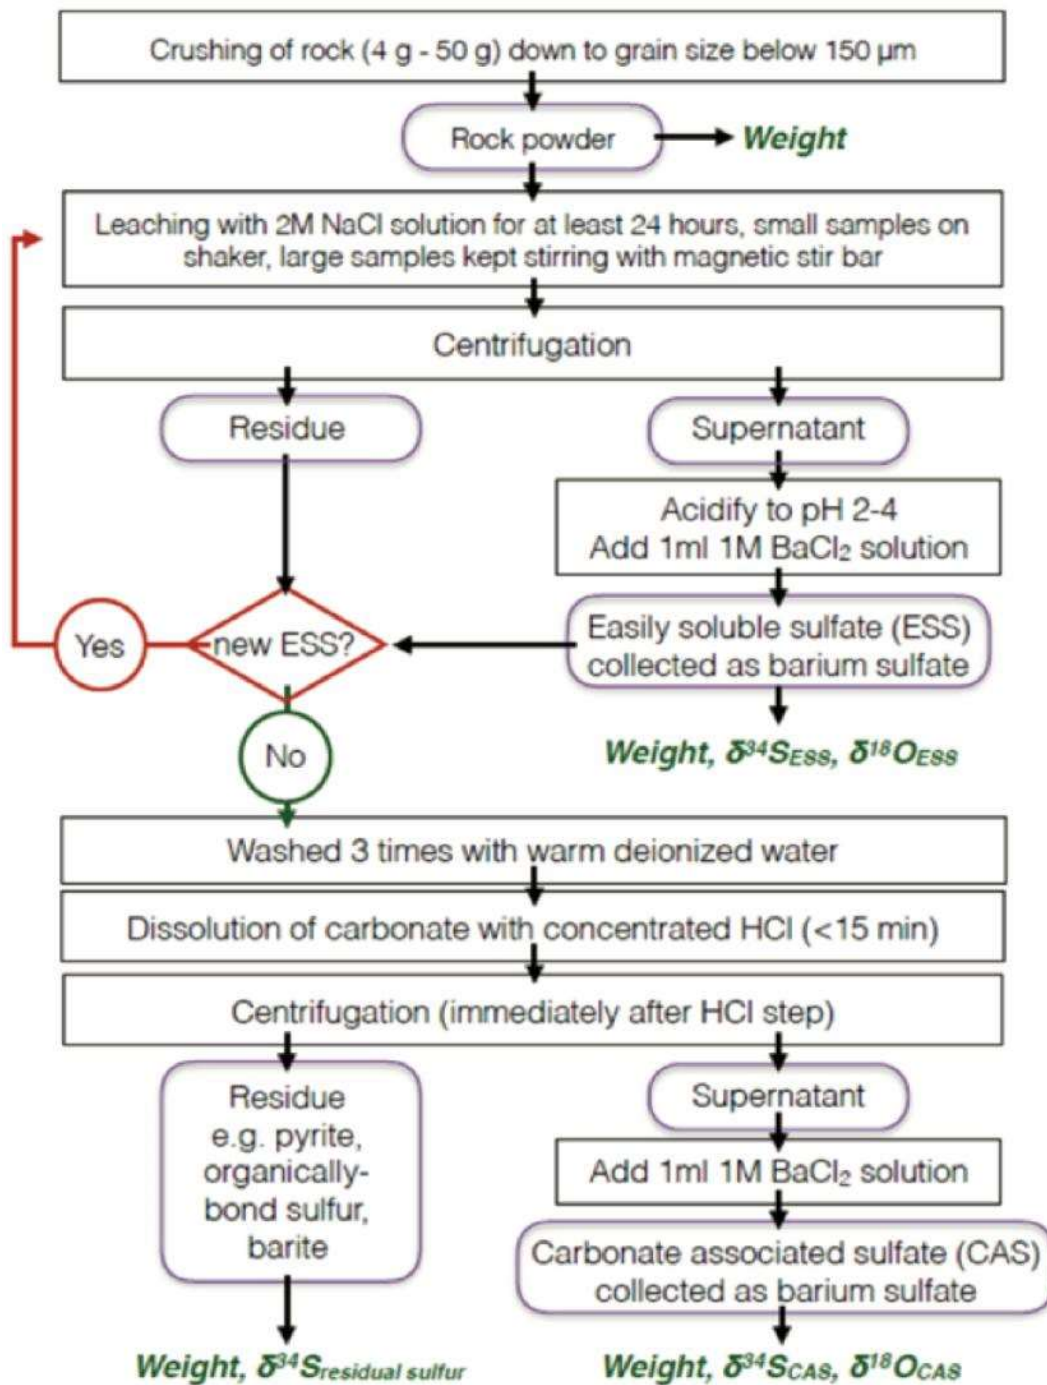 Crushing of rock (4 g - 50 g) down to grain size below 150 µm
Rock powder
Weight
Leaching with 2M NaCl solution for at least 24 hours, small samples on
shaker, large samples kept stirring with magnetic stir bar
Centrifugation
Residue
Supernatant
Acidify to pH 2-4
Add 1ml 1M BaCl₂ solution
Yes
new ESS?
Easily soluble sulfate (ESS)
collected as barium sulfate
No
Weight, δ³⁴S_ESS, δ¹⁸O_ESS
Washed 3 times with warm deionized water
Dissolution of carbonate with concentrated HCl (<15 min)
Centrifugation (immediately after HCl step)
Residue
e.g. pyrite,
organically-
bond sulfur,
barite
Supernatant
Add 1ml 1M BaCl₂ solution
Carbonate associated sulfate (CAS)
collected as barium sulfate
Weight, δ³⁴S_residual sulfur
Weight, δ³⁴S_CAS, δ¹⁸O_CAS